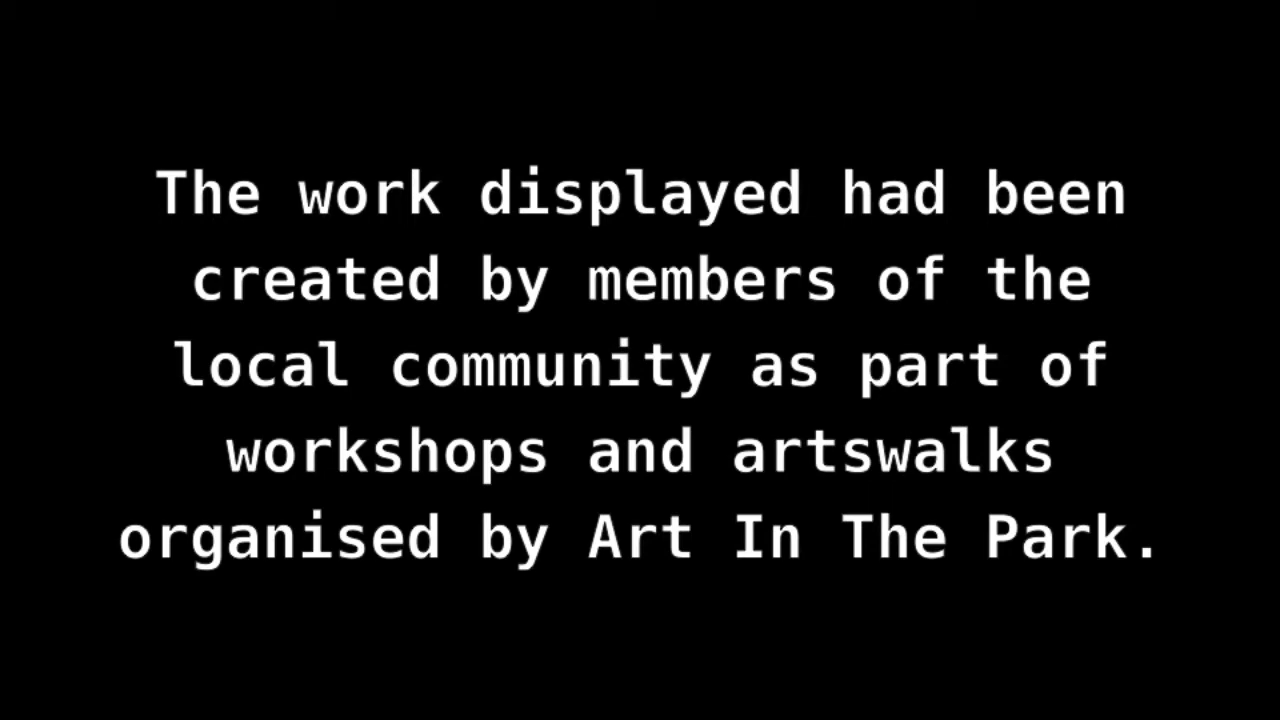 The work displayed had been
created by members of the
local community as part of
workshops and artswalks
organised by Art In The Park.